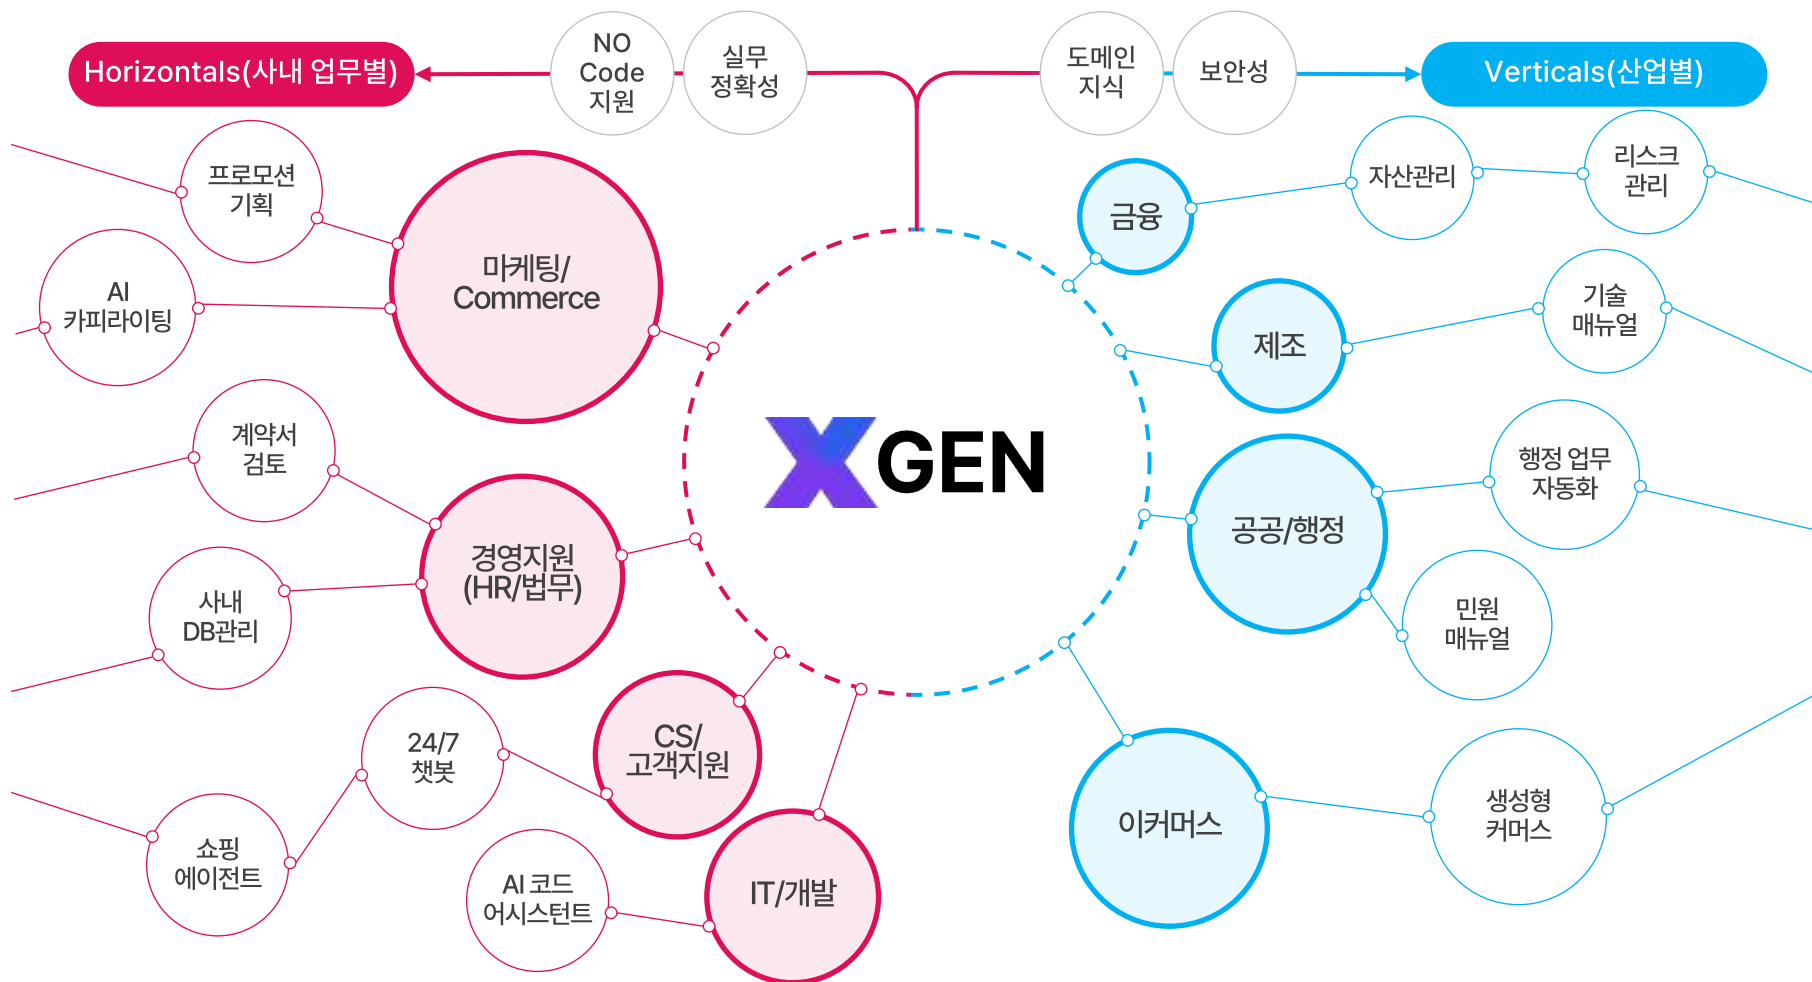 Horizontals(사내 업무별)
NO
Code
지원
실무
정확성
도메인
지식
보안성
Verticals(산업별)
프로모션
기획
마케팅/
Commerce
AI
카피라이팅
계약서
검토
경영지원
(HR/법무)
사내
DB관리
24/7
챗봇
CS/
고객지원
쇼핑
에이전트
AI 코드
어시스턴트
IT/개발
XGEN
금융
자산관리
리스크
관리
제조
기술
매뉴얼
공공/행정
행정 업무
자동화
민원
매뉴얼
이커머스
생성형
커머스